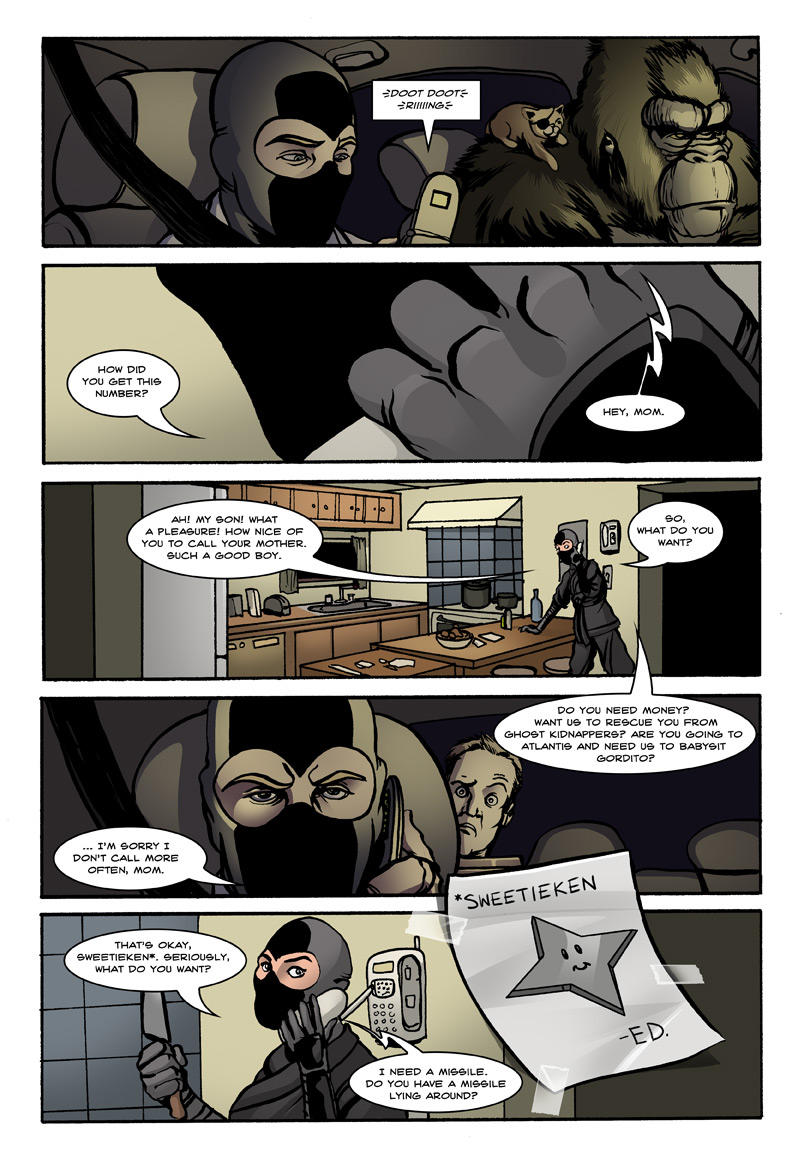 DOOT DOOT
RIIIIING
HOW DID
YOU GET THIS
NUMBER?
HEY, MOM.
AH! MY SON! WHAT
A PLEASURE! HOW NICE OF
YOU TO CALL YOUR MOTHER.
SUCH A GOOD BOY.
SO,
WHAT DO YOU
WANT?
DO YOU NEED MONEY?
WANT US TO RESCUE YOU FROM
GHOST KIDNAPPERS? ARE YOU GOING TO
ATLANTIS AND NEED US TO BABYSIT
GORDITO?
... I'M SORRY I
DON'T CALL MORE
OFTEN, MOM.
THAT'S OKAY,
SWEETIEKEN*. SERIOUSLY,
WHAT DO YOU WANT?
*SWEETIEKEN
-ED.
I NEED A MISSILE.
DO YOU HAVE A MISSILE
LYING AROUND?